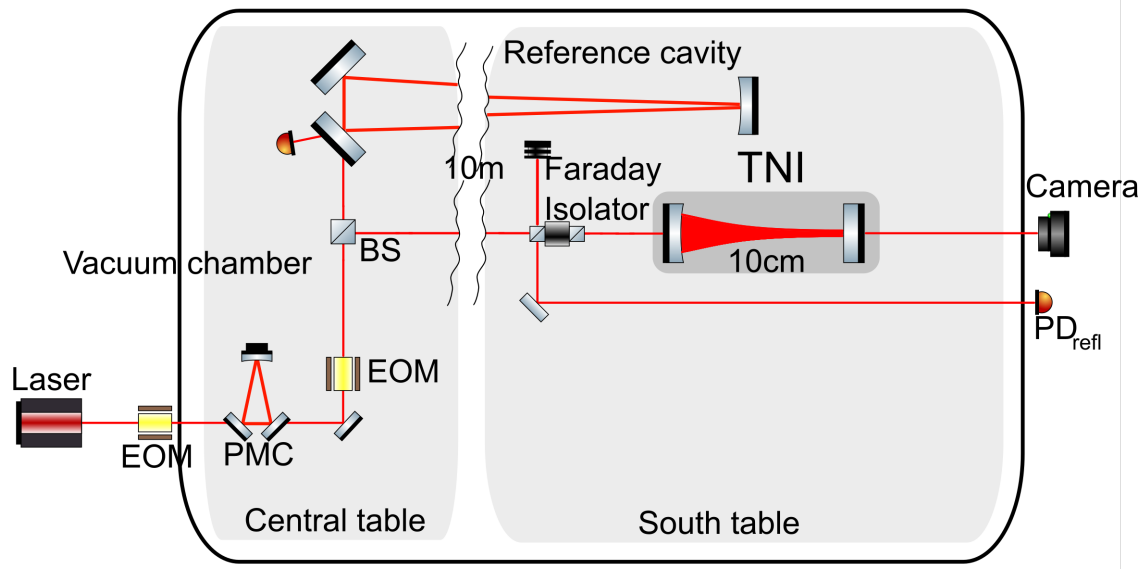 Reference cavity
10m
Faraday
Isolator
TNI
Camera
BS
10cm
Vacuum chamber
PD refl
EOM
Laser
EOM
PMC
Central table
South table